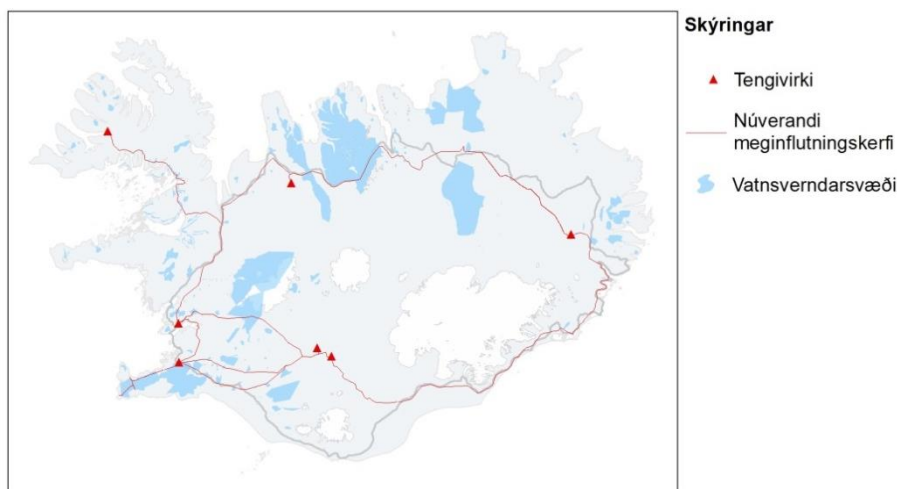 Skýringar
Tengivirki
Núverandi
meginflutningskerfi
Vatnsverndarsvæði